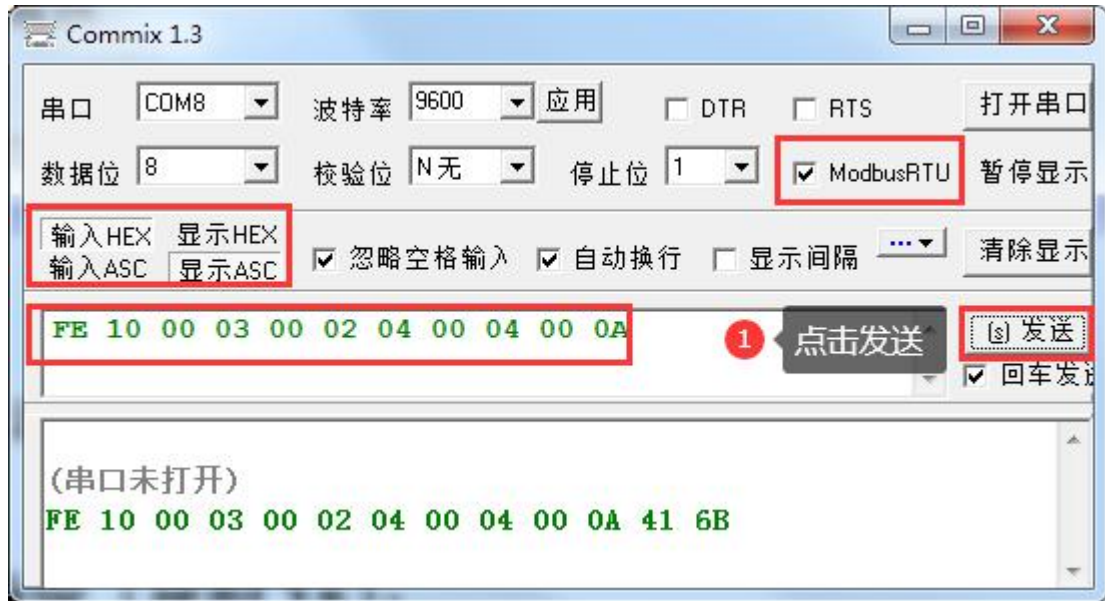 Commix 1.3
串口 COM8 波特率 9600 应用 DTR RTS 打开串口
数据位 8 校验位 N无 停止位 1 ModbusRTU 暂停显示
输入HEX 显示HEX
输入ASC 显示ASC 忽略空格输入 自动换行 显示间隔 ... 清除显示
FE 10 00 03 00 02 04 00 04 00 0A 1 点击发送 (s) 发送
回车发送
(串口未打开)
FE 10 00 03 00 02 04 00 04 00 0A 41 6B